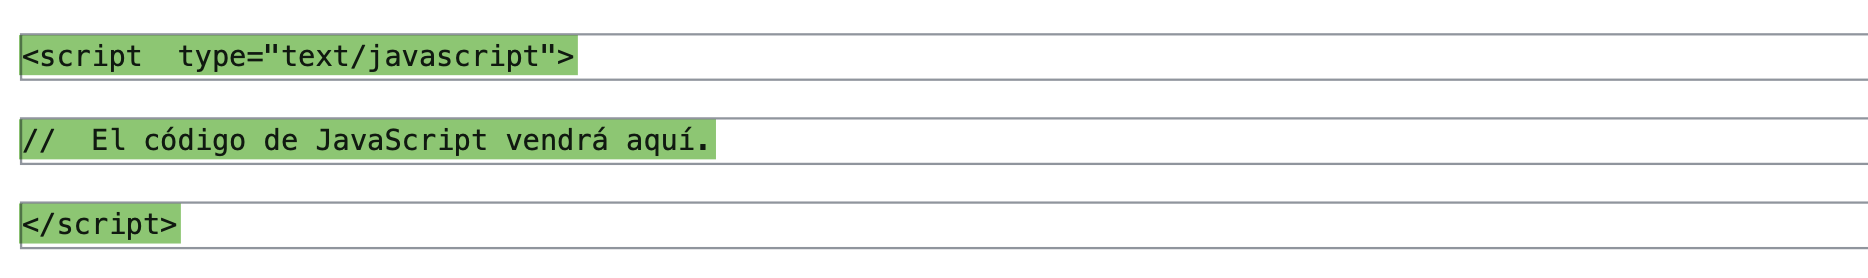 <script  type="text/javascript">
//  El código de JavaScript vendrá aquí.
</script>